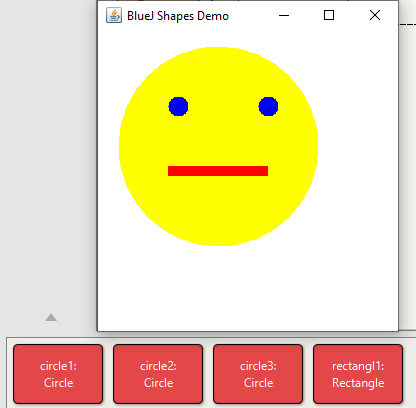 BlueJ Shapes Demo
circle1:
Circle
circle2:
Circle
circle3:
Circle
rectangl1:
Rectangle